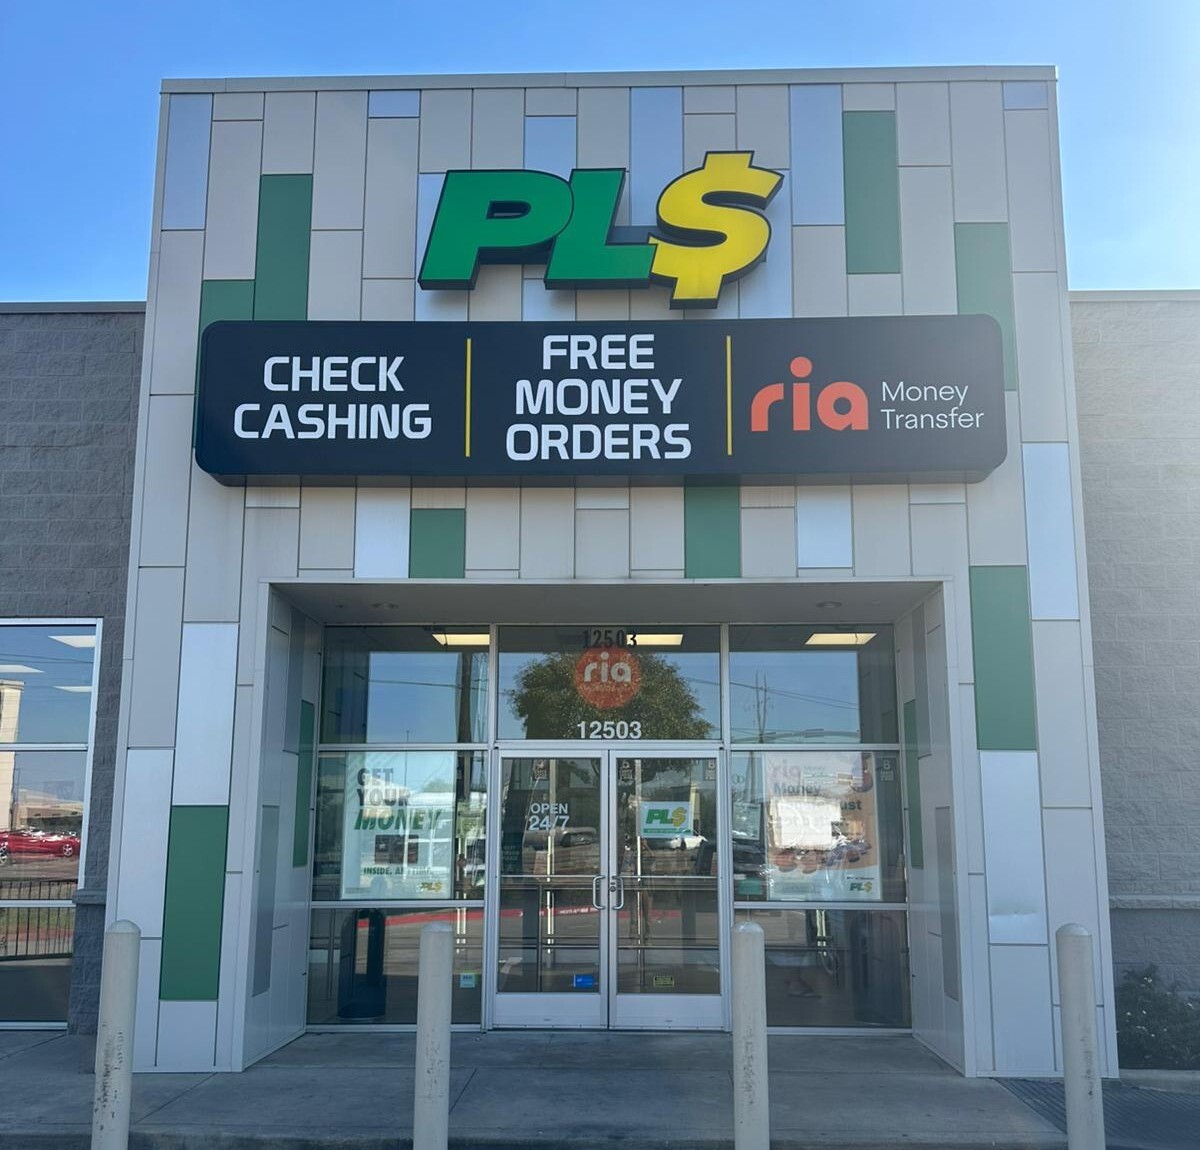 PL$
CHECK
CASHING
FREE
MONEY
ORDERS
ria Money
Transfer
12503
ria
12503
GET
YOUR
MONEY
INSIDE.
PL$
OPEN
24/7
PL$
ria
Money
PL$